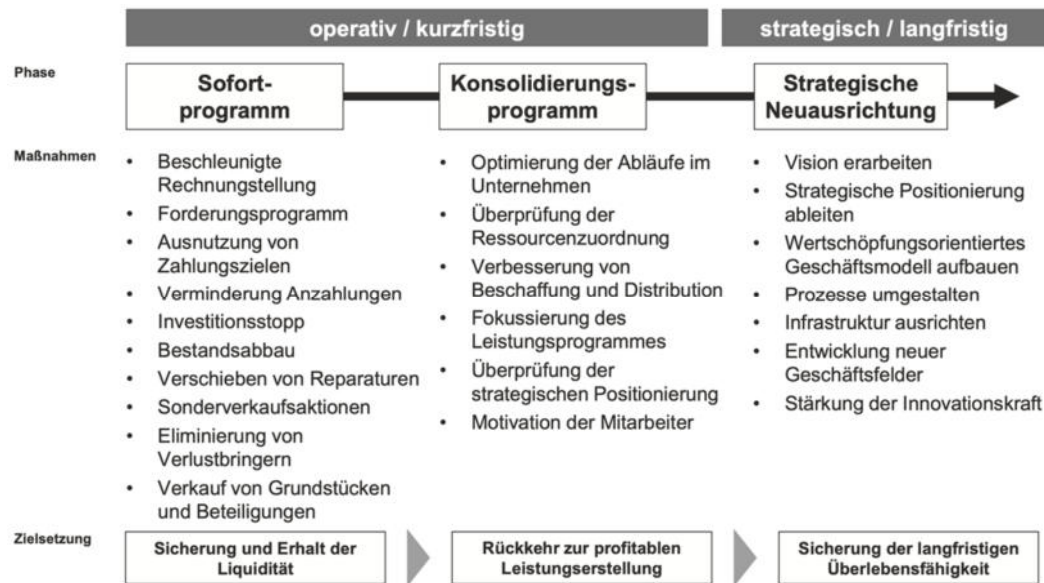 operativ / kurzfristig
strategisch / langfristig
Phase
Sofort-
programm
Konsolidierungs-
programm
Strategische
Neuausrichtung
Maßnahmen
• Beschleunigte
Rechnungstellung
• Forderungsprogramm
• Ausnutzung von
Zahlungszielen
• Verminderung Anzahlungen
• Investitionsstopp
• Bestandsabbau
• Verschieben von Reparaturen
• Sonderverkaufsaktionen
• Eliminierung von
Verlustbringern
• Verkauf von Grundstücken
und Beteiligungen
• Optimierung der Abläufe im
Unternehmen
• Überprüfung der
Ressourcenzuordnung
• Verbesserung von
Beschaffung und Distribution
• Fokussierung des
Leistungsprogrammes
• Überprüfung der
strategischen Positionierung
• Motivation der Mitarbeiter
• Vision erarbeiten
• Strategische Positionierung
ableiten
• Wertschöpfungsorientiertes
Geschäftsmodell aufbauen
• Prozesse umgestalten
• Infrastruktur ausrichten
• Entwicklung neuer
Geschäftsfelder
• Stärkung der Innovationskraft
Zielsetzung
Sicherung und Erhalt der
Liquidität
Rückkehr zur profitablen
Leistungserstellung
Sicherung der langfristigen
Überlebensfähigkeit